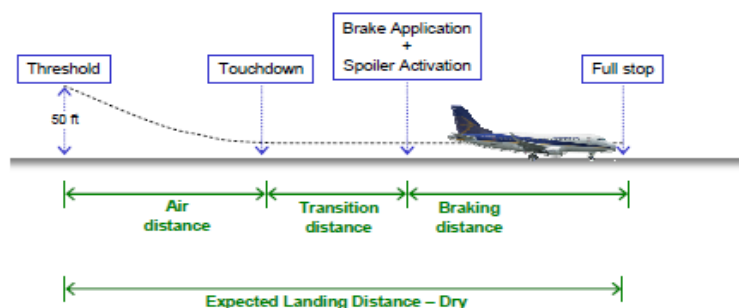 Brake Application
+
Spoiler Activation
Threshold
Touchdown
Full stop
50 ft
Air
distance
Transition
distance
Braking
distance
Expected Landing Distance – Dry